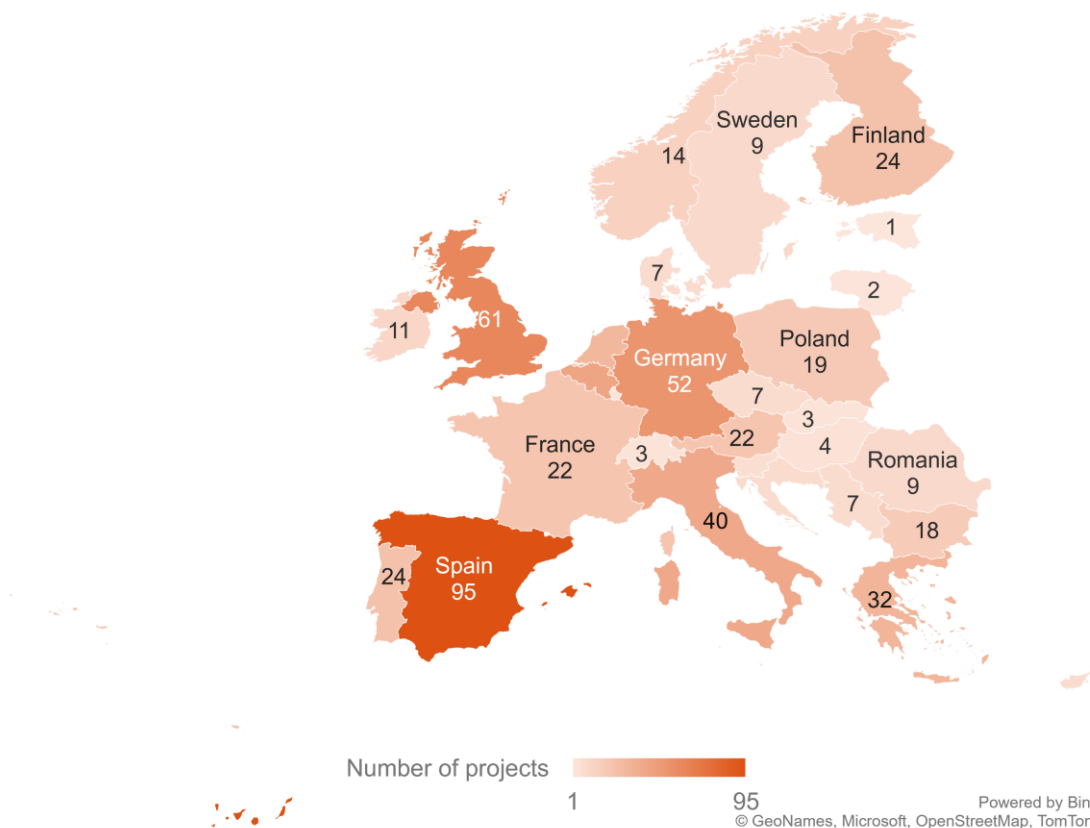 Sweden
9
Finland
24
14
1
7
2
61
11
Germany
52
Poland
19
7
3
22
4
France
22
3
Romania
9
7
18
40
24
Spain
95
32
Number of projects
1
95
Powered by Bin
© GeoNames, Microsoft, OpenStreetMap, TomTom